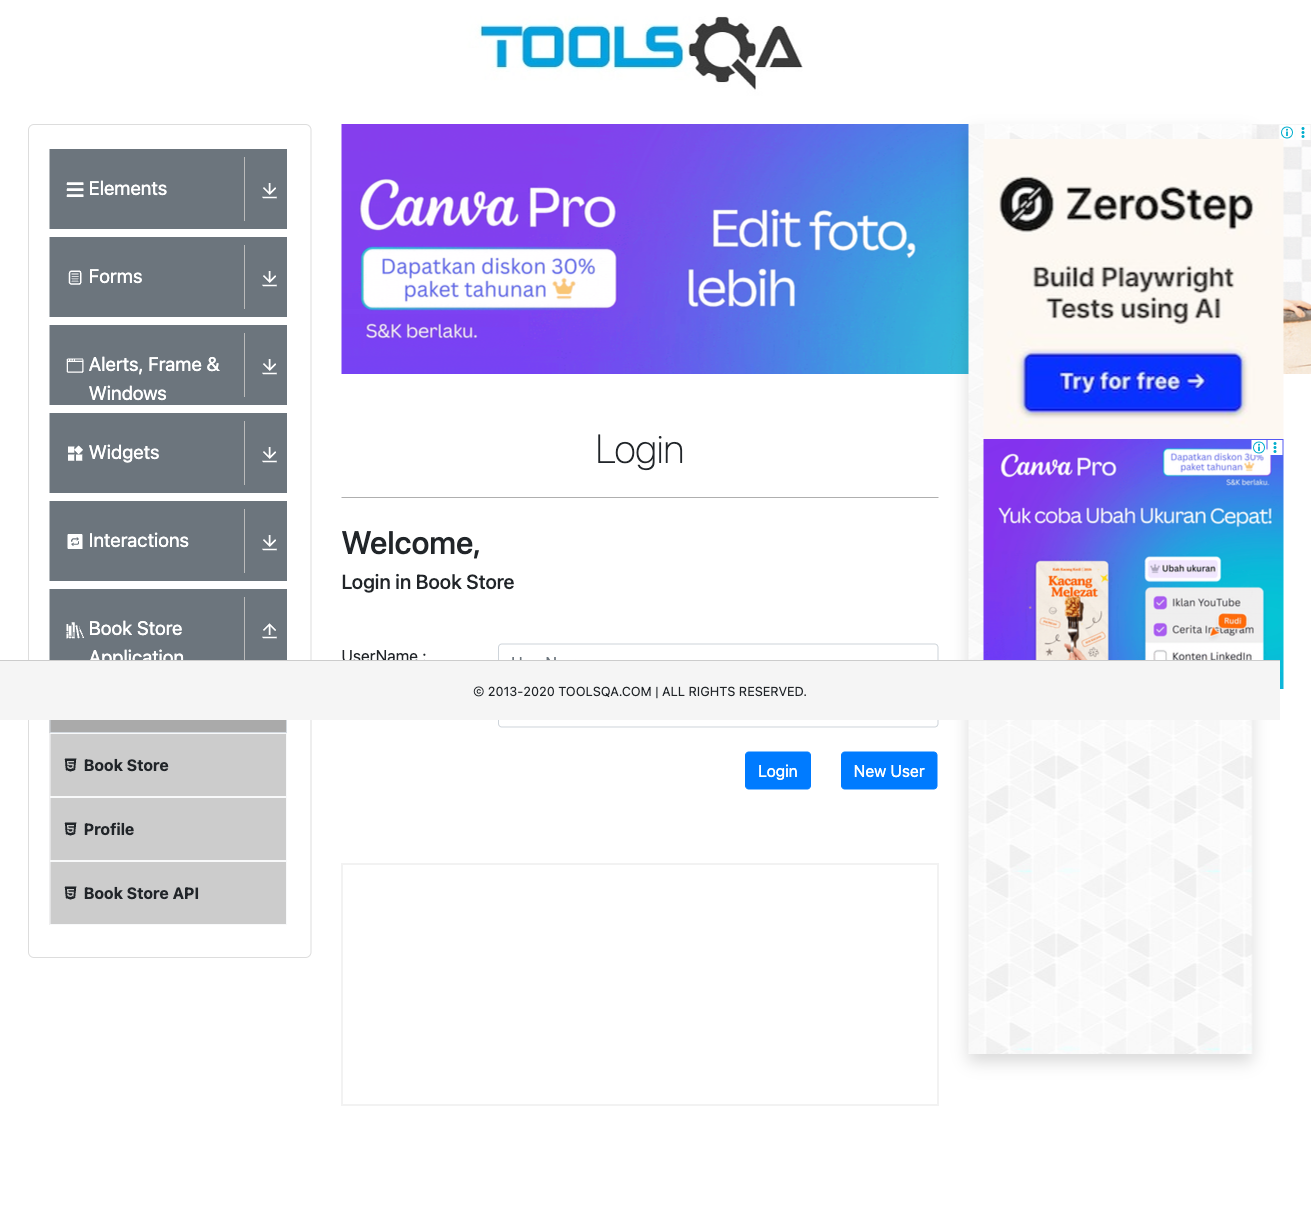 TOOLSQA
Elements
Forms
Alerts, Frame &
Windows
Widgets
Interactions
Book Store
Application
Book Store
Profile
Book Store API
Canva Pro
Dapatkan diskon 30%
paket tahunan
S&K berlaku.
Edit foto,
lebih
Login
Welcome,
Login in Book Store
UserName :
© 2013-2020 TOOLSQA.COM | ALL RIGHTS RESERVED.
Login
New User
ZeroStep
Build Playwright
Tests using AI
Try for free →
Canva Pro
Dapatkan diskon 30%
paket tahunan
S&K berlaku.
Yuk coba Ubah Ukuran Cepat!
Kacang
Melezat
Ubah ukuran
Iklan YouTube
Rudi
Cerita Instagram
Konten LinkedIn